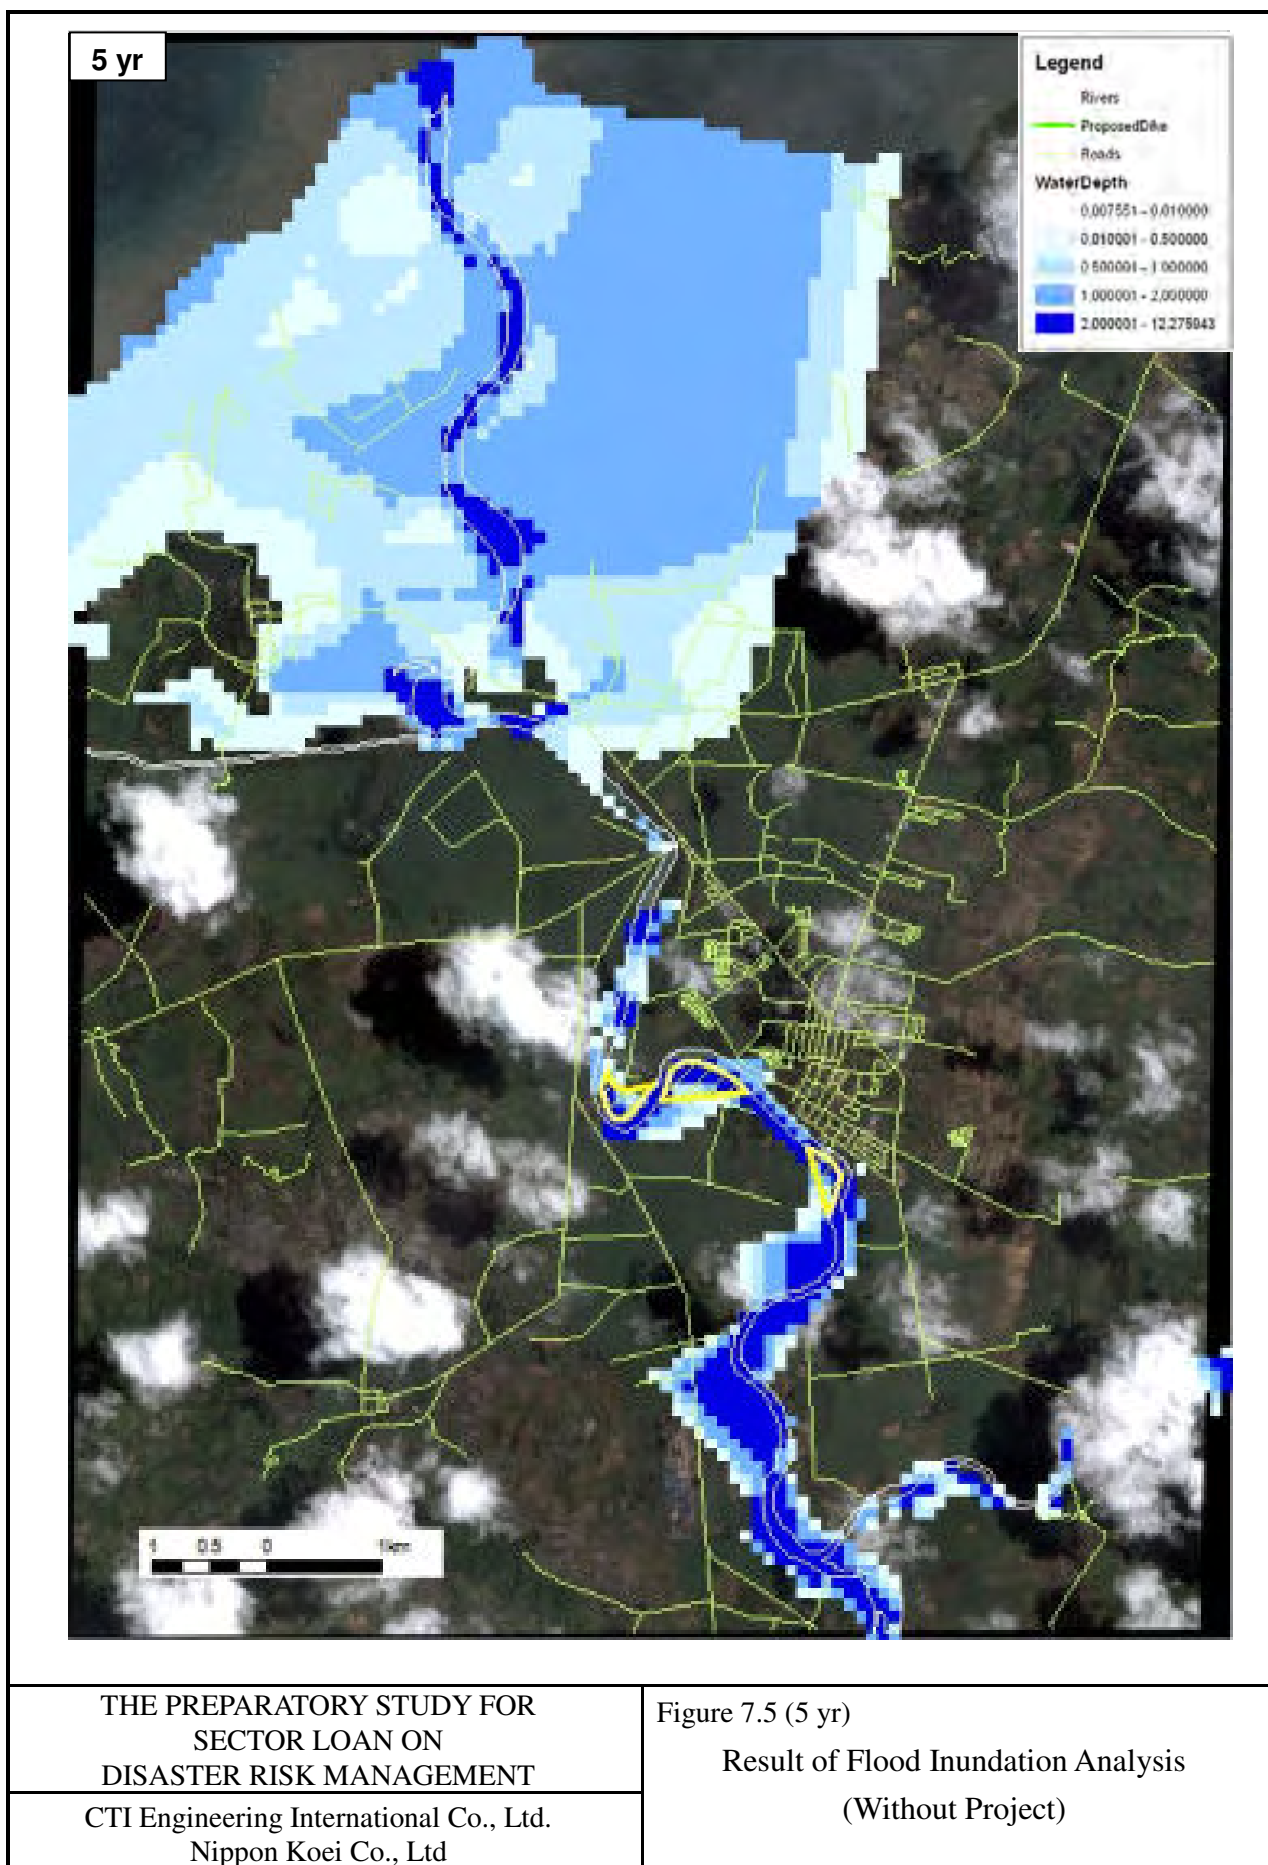 5 yr
Legend
Rivers
ProposedDike
Roads
WaterDepth
0.007551 - 0.010000
0.010001 - 0.500000
0.500001 - 1.000000
1.000001 - 2.000000
2.000001 - 12.275943
1 0.5 0 1km
THE PREPARATORY STUDY FOR
SECTOR LOAN ON
DISASTER RISK MANAGEMENT
CTI Engineering International Co., Ltd.
Nippon Koei Co., Ltd
Figure 7.5 (5 yr)
Result of Flood Inundation Analysis
(Without Project)